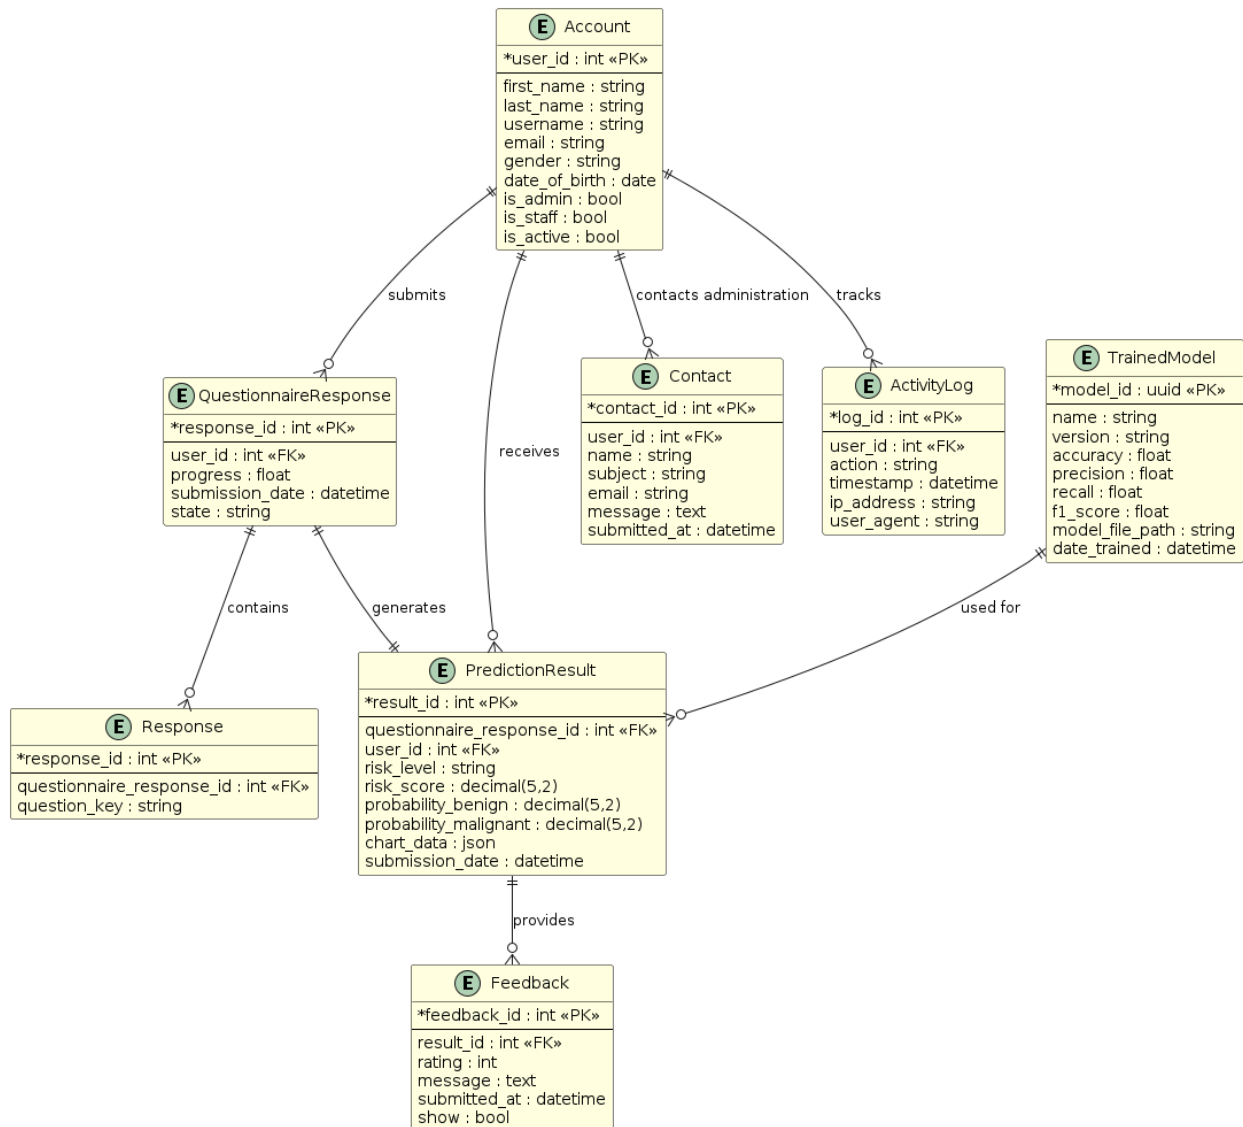 E Account
*user_id : int «PK»
first_name : string
last_name : string
username : string
email : string
gender : string
date_of_birth : date
is_admin : bool
is_staff : bool
is_active : bool
submits
receives
contacts administration
tracks
E QuestionnaireResponse
*response_id : int «PK»
user_id : int «FK»
progress : float
submission_date : datetime
state : string
E Contact
*contact_id : int «PK»
user_id : int «FK»
name : string
subject : string
email : string
message : text
submitted_at : datetime
E ActivityLog
*log_id : int «PK»
user_id : int «FK»
action : string
timestamp : datetime
ip_address : string
user_agent : string
E TrainedModel
*model_id : uuid «PK»
name : string
version : string
accuracy : float
precision : float
recall : float
f1_score : float
model_file_path : string
date_trained : datetime
contains
generates
used for
E Response
*response_id : int «PK»
questionnaire_response_id : int «FK»
question_key : string
E PredictionResult
*result_id : int «PK»
questionnaire_response_id : int «FK»
user_id : int «FK»
risk_level : string
risk_score : decimal(5,2)
probability_benign : decimal(5,2)
probability_malignant : decimal(5,2)
chart_data : json
submission_date : datetime
provides
E Feedback
*feedback_id : int «PK»
result_id : int «FK»
rating : int
message : text
submitted_at : datetime
show : bool